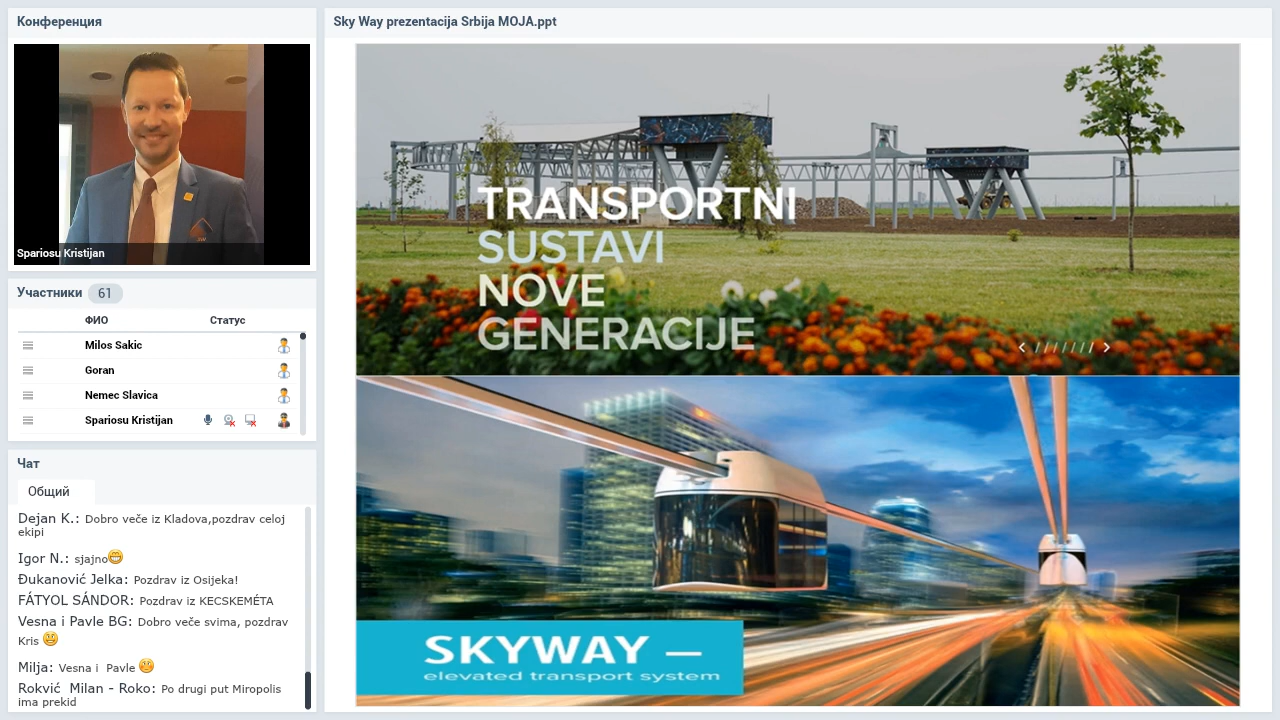 Конференция
Spariosu Kristijan
Участники 61
ФИО Статус
Milos Sakic
Goran
Nemec Slavica
Spariosu Kristijan
Чат
Общий
Dejan K.: Dobro veče iz Kladova,pozdrav celoj
ekipi
Igor N.: sjajno
Đukanović Jelka: Pozdrav iz Osijeka!
FÁTYOL SÁNDOR: Pozdrav iz KECSKEMÉTA
Vesna i Pavle BG: Dobro veče svima, pozdrav
Kris
Milja: Vesna i Pavle
Rokvić Milan - Roko: Po drugi put Miropolis
ima prekid
Sky Way prezentacija Srbija MOJA.ppt
TRANSPORTNI
SUSTAVI
NOVE
GENERACIJE
SKYWAY —
elevated transport system